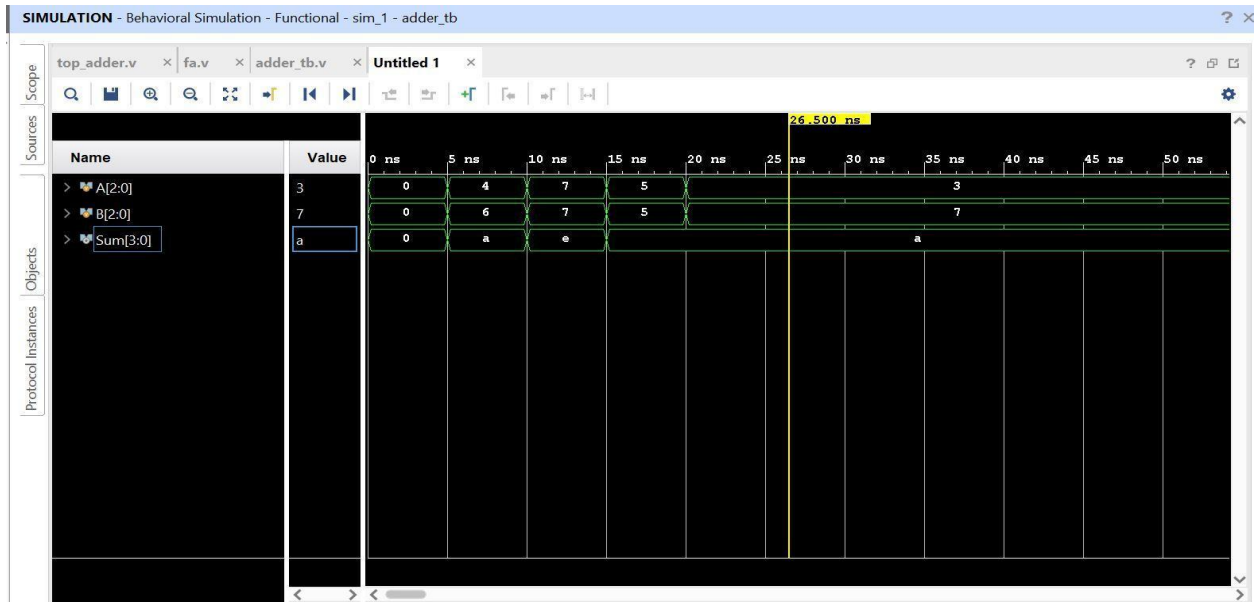 SIMULATION - Behavioral Simulation - Functional - sim_1 - adder_tb
top_adder.v fa.v adder_tb.v Untitled 1
Scope
Sources
Objects
Protocol Instances
26.500 ns
Name Value 0 ns 5 ns 10 ns 15 ns 20 ns 25 ns 30 ns 35 ns 40 ns 45 ns 50 ns
A[2:0] 3 0 4 7 5 3
B[2:0] 7 0 6 7 5 7
Sum[3:0] a 0 a e a